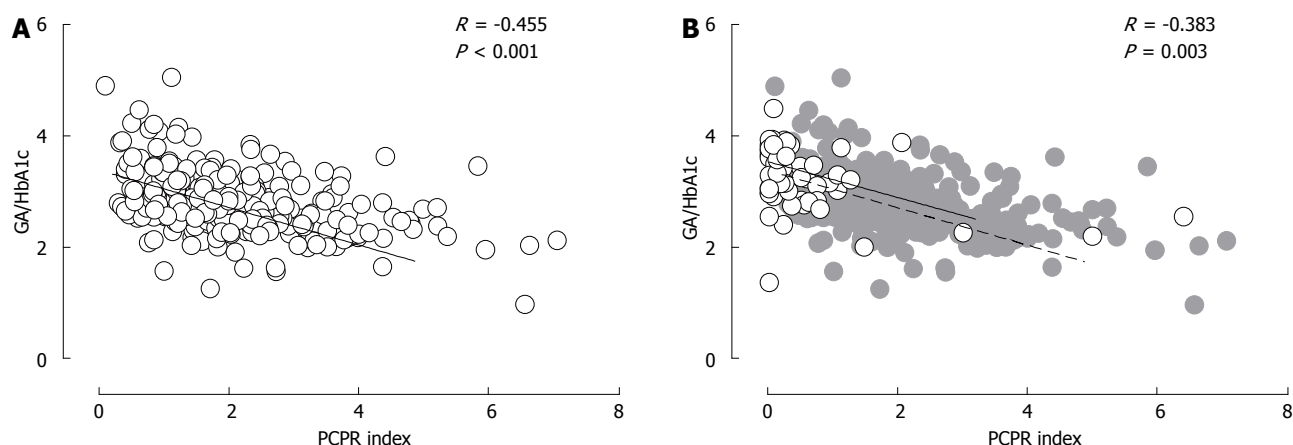 A
R = -0.455
P < 0.001
6
4
2
0
GA/HbA1c
0 2 4 6 8
PCPR index
B
R = -0.383
P = 0.003
6
4
2
0
GA/HbA1c
0 2 4 6 8
PCPR index